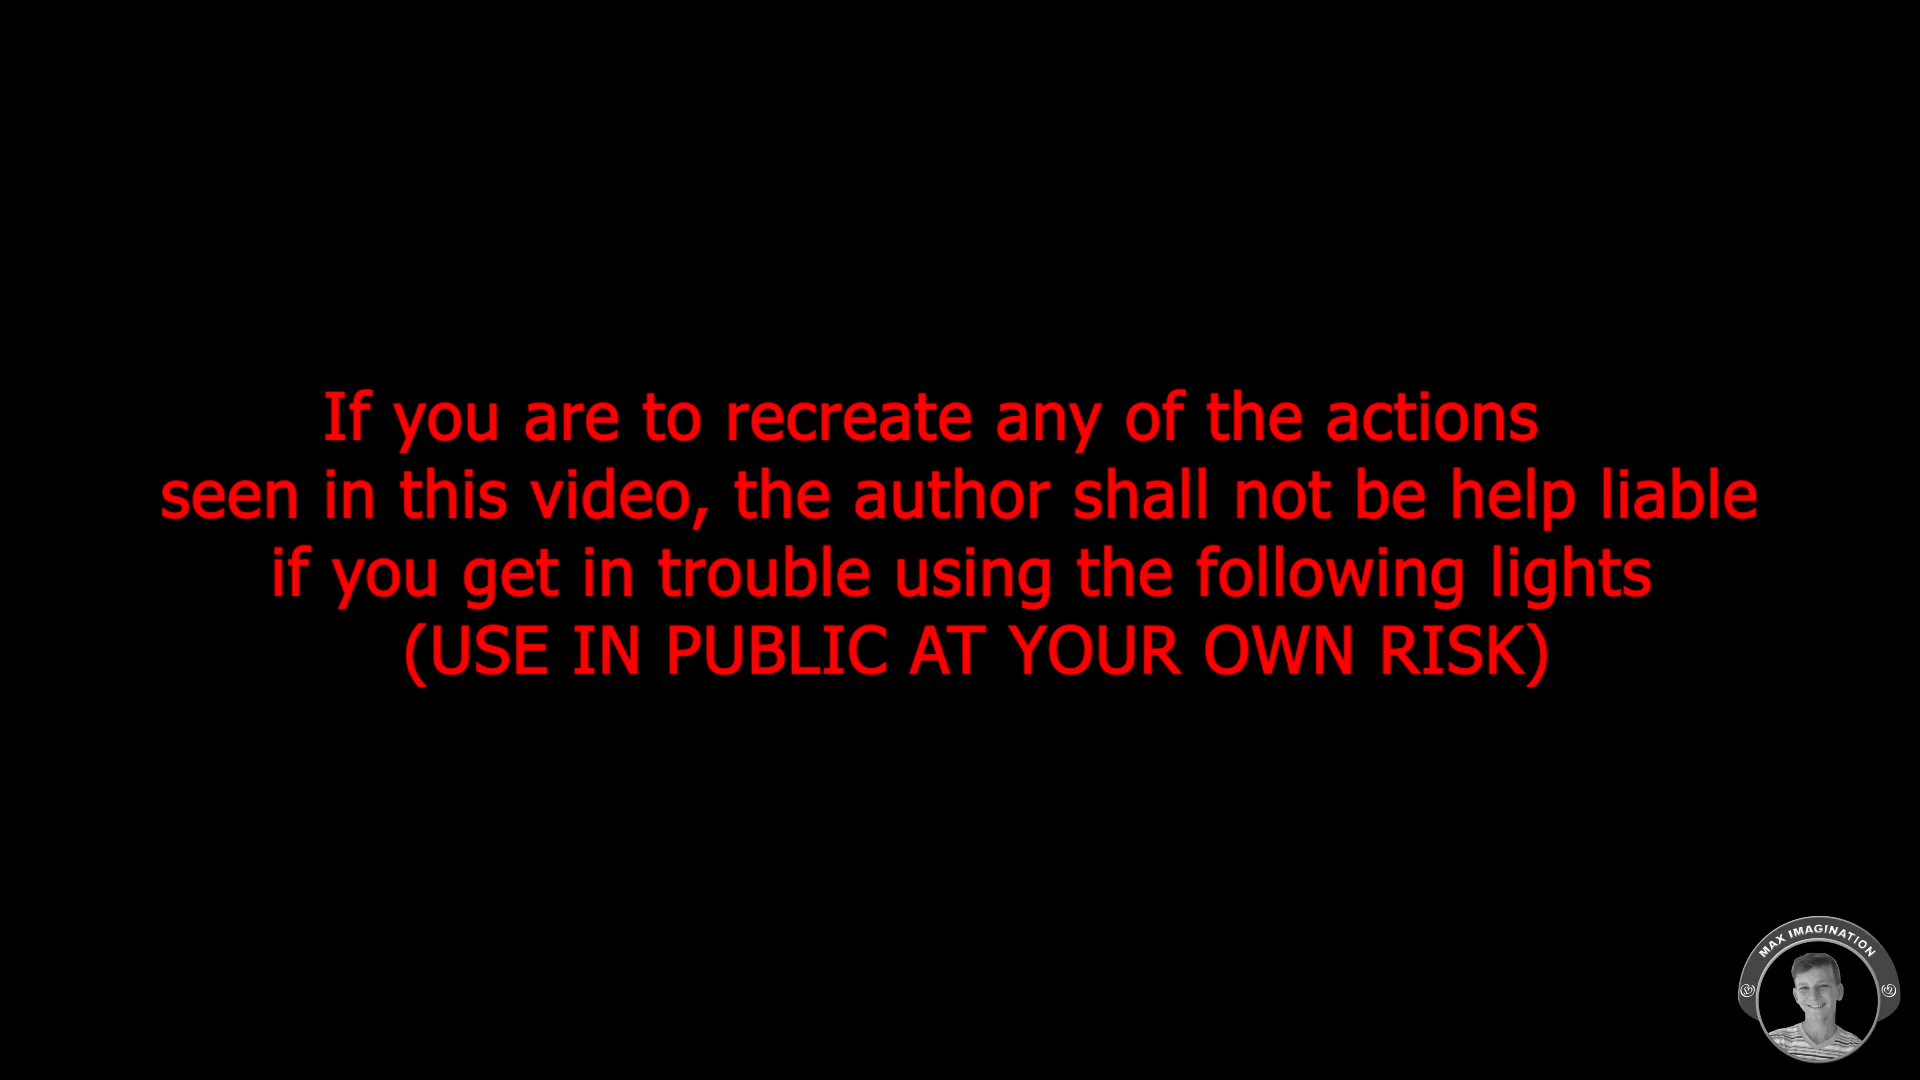 If you are to recreate any of the actions
seen in this video, the author shall not be help liable
if you get in trouble using the following lights
(USE IN PUBLIC AT YOUR OWN RISK)
MAX IMAGINATION